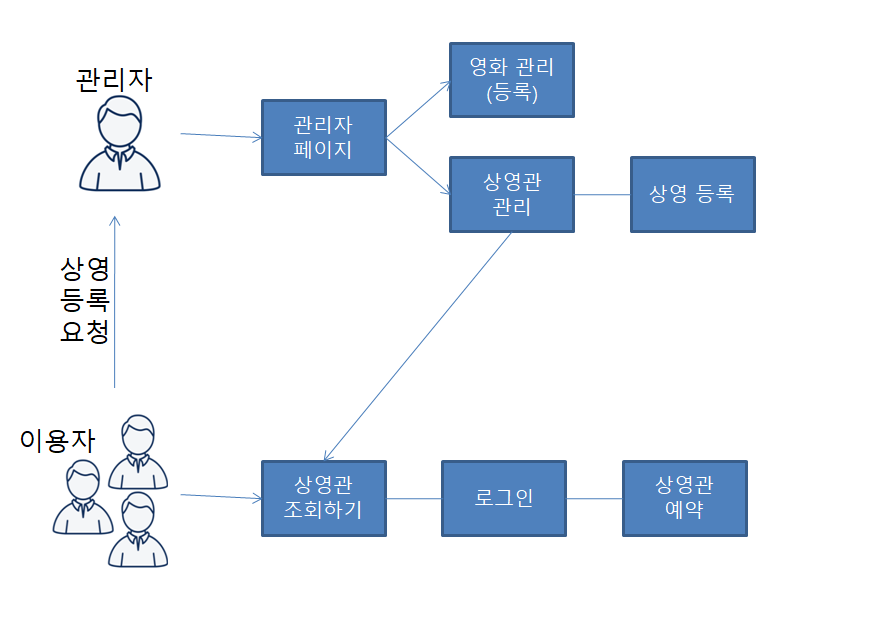 관리자
관리자
페이지
영화 관리
(등록)
상영관
관리
상영 등록
상영
등록
요청
이용자
상영관
조회하기
로그인
상영관
예약